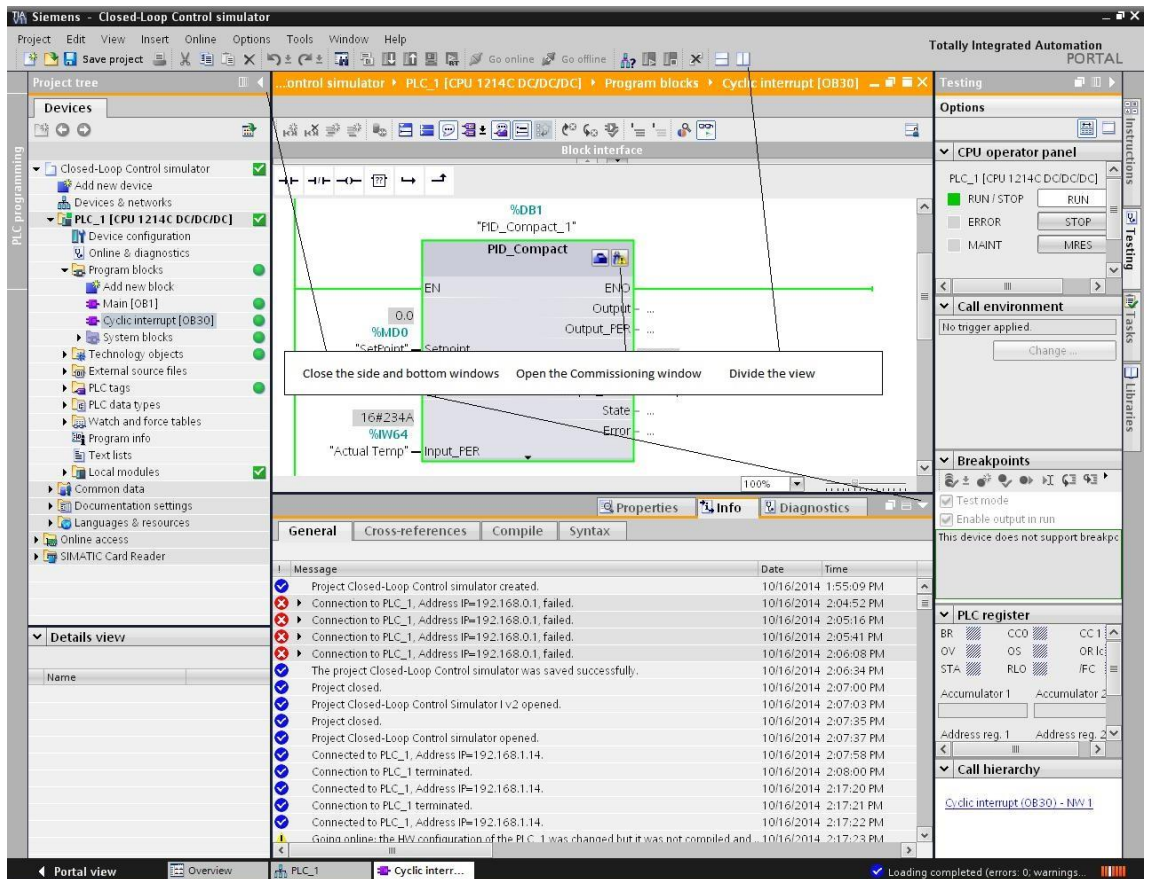 Siemens - Closed-Loop Control simulator
Project Edit View Insert Online Options Tools Window Help
Save project Go online Go offline
Totally Integrated Automation
PORTAL
Project tree
Devices
PLC programming
Closed-Loop Control simulator
Add new device
Devices & networks
PLC_1 [CPU 1214C DC/DC/DC]
Device configuration
Online & diagnostics
Program blocks
Add new block
Main [OB1]
Cyclic interrupt [OB30]
System blocks
Technology objects
External source files
PLC tags
PLC data types
Watch and force tables
Program info
Text lists
Local modules
Common data
Documentation settings
Languages & resources
Online access
SIMATIC Card Reader
Details view
Name
...ontrol simulator PLC_1 [CPU 1214C DC/DC/DC] Program blocks Cyclic interrupt [OB30]
Block interface
%DB1
"PID_Compact_1"
PID_Compact
EN ENO
Output ...
0.0 Output_PER ...
%MD0
"SetPoint" Setpoint
Close the side and bottom windows Open the Commissioning window Divide the view
State ...
16#234A
%IW64 Error ...
"Actual Temp" Input_PER
100%
Properties Info Diagnostics
General Cross-references Compile Syntax
! Message Date Time
Project Closed-Loop Control simulator created. 10/16/2014 1:55:09 PM
Connection to PLC_1, Address IP=192.168.0.1, failed. 10/16/2014 2:04:52 PM
Connection to PLC_1, Address IP=192.168.0.1, failed. 10/16/2014 2:05:16 PM
Connection to PLC_1, Address IP=192.168.0.1, failed. 10/16/2014 2:05:41 PM
Connection to PLC_1, Address IP=192.168.0.1, failed. 10/16/2014 2:06:08 PM
The project Closed-Loop Control simulator was saved successfully. 10/16/2014 2:06:34 PM
Project closed. 10/16/2014 2:07:00 PM
Project Closed-Loop Control Simulator I v2 opened. 10/16/2014 2:07:03 PM
Project closed. 10/16/2014 2:07:35 PM
Project Closed-Loop Control simulator opened. 10/16/2014 2:07:37 PM
Connected to PLC_1, Address IP=192.168.1.14. 10/16/2014 2:07:58 PM
Connection to PLC_1 terminated. 10/16/2014 2:08:00 PM
Connected to PLC_1, Address IP=192.168.1.14. 10/16/2014 2:17:20 PM
Connection to PLC_1 terminated. 10/16/2014 2:17:21 PM
Connected to PLC_1, Address IP=192.168.1.14. 10/16/2014 2:17:22 PM
Going online: the HW configuration of the PLC_1 was changed but it was not compiled and 10/16/2014 2:17:23 PM
Testing
Options
CPU operator panel
PLC_1 [CPU 1214C DC/DC/DC]
RUN / STOP RUN
ERROR STOP
MAINT MRES
Call environment
No trigger applied.
Change ...
Breakpoints
Test mode
Enable output in run
This device does not support breakpc
PLC register
BR CC0 CC 1
OV OS OR
STA RLO /FC
Accumulator 1 Accumulator 2
Address reg. 1 Address reg. 2
Call hierarchy
Cyclic interrupt (OB30) - NW 1
Instructions
Testing
Tasks
Libraries
Portal view Overview PLC_1 Cyclic interr... Loading completed (errors: 0; warnings...